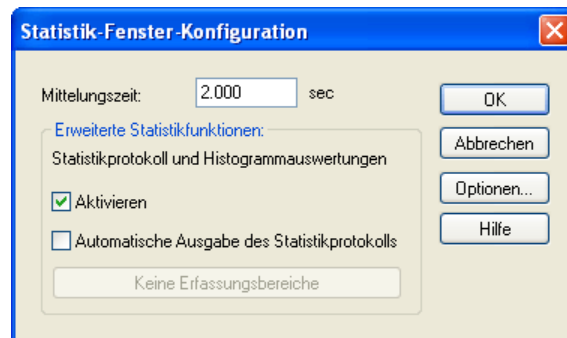 Statistik-Fenster-Konfiguration
Mittelungszeit: 2.000 sec
OK
Erweiterte Statistikfunktionen:
Abbrechen
Statistikprotokoll und Histogrammauswertungen
Optionen...
Aktivieren
Hilfe
Automatische Ausgabe des Statistikprotokolls
Keine Erfassungsbereiche